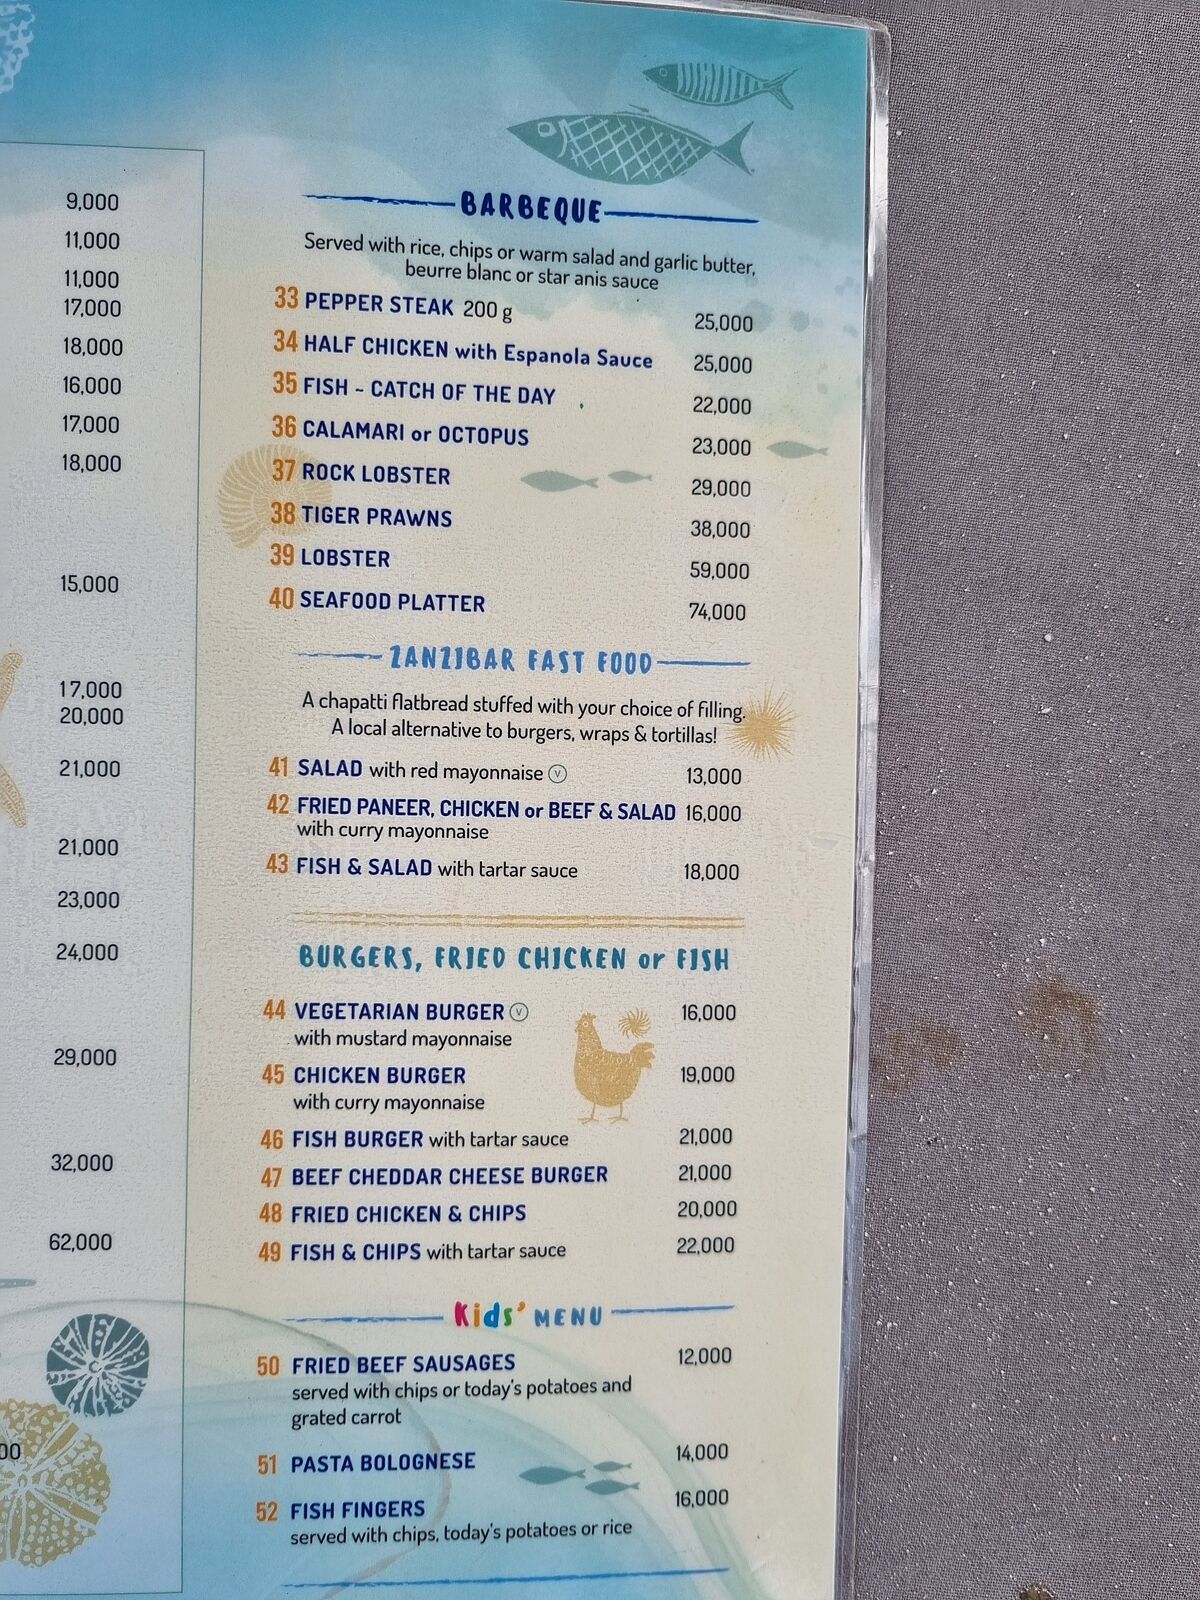 9,000
11,000
11,000
17,000
18,000
16,000
17,000
18,000
15,000
17,000
20,000
21,000
21,000
23,000
24,000
29,000
32,000
62,000
00
BARBEQUE
Served with rice, chips or warm salad and garlic butter,
beurre blanc or star anis sauce
33 PEPPER STEAK 200 g 25,000
34 HALF CHICKEN with Espanola Sauce 25,000
35 FISH - CATCH OF THE DAY 22,000
36 CALAMARI or OCTOPUS 23,000
37 ROCK LOBSTER 29,000
38 TIGER PRAWNS 38,000
39 LOBSTER 59,000
40 SEAFOOD PLATTER 74,000
ZANZIBAR FAST FOOD
A chapatti flatbread stuffed with your choice of filling.
A local alternative to burgers, wraps & tortillas!
41 SALAD with red mayonnaise V 13,000
42 FRIED PANEER, CHICKEN or BEEF & SALAD 16,000
with curry mayonnaise
43 FISH & SALAD with tartar sauce 18,000
BURGERS, FRIED CHICKEN or FISH
44 VEGETARIAN BURGER V 16,000
with mustard mayonnaise
45 CHICKEN BURGER 19,000
with curry mayonnaise
46 FISH BURGER with tartar sauce 21,000
47 BEEF CHEDDAR CHEESE BURGER 21,000
48 FRIED CHICKEN & CHIPS 20,000
49 FISH & CHIPS with tartar sauce 22,000
Kids' MENU
50 FRIED BEEF SAUSAGES 12,000
served with chips or today's potatoes and
grated carrot
51 PASTA BOLOGNESE 14,000
52 FISH FINGERS 16,000
served with chips, today's potatoes or rice